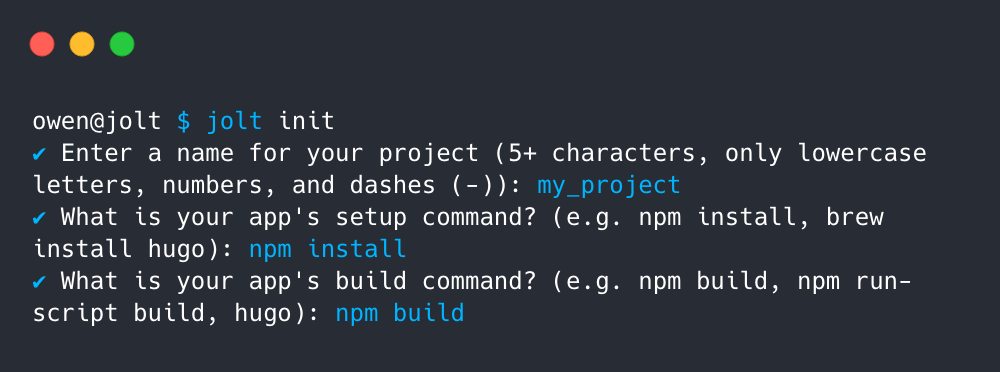 owen@jolt $ jolt init
✔ Enter a name for your project (5+ characters, only lowercase
letters, numbers, and dashes (-)): my_project
✔ What is your app's setup command? (e.g. npm install, brew
install hugo): npm install
✔ What is your app's build command? (e.g. npm build, npm run-
script build, hugo): npm build